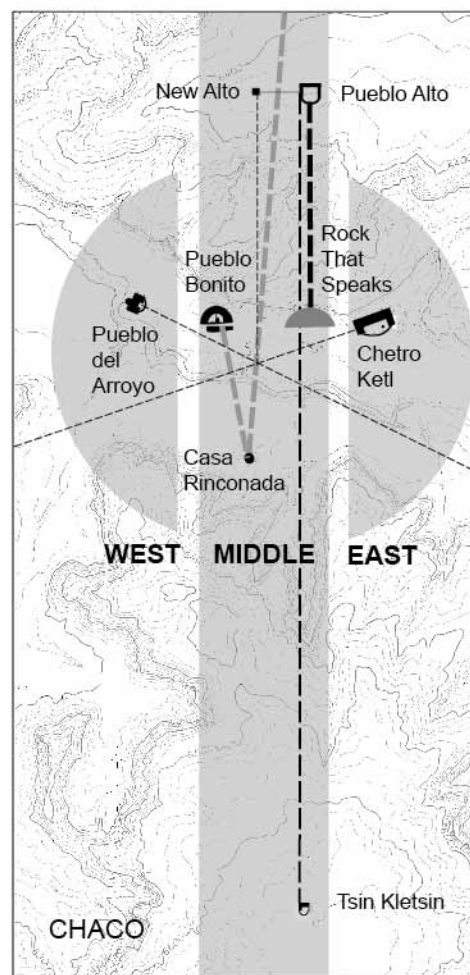 New Alto
Pueblo Alto
Rock
That
Speaks
Pueblo
Bonito
Pueblo
del
Arroyo
Chetro
Ketl
Casa
Rinconada
WEST MIDDLE EAST
Tsin Kletsin
CHACO